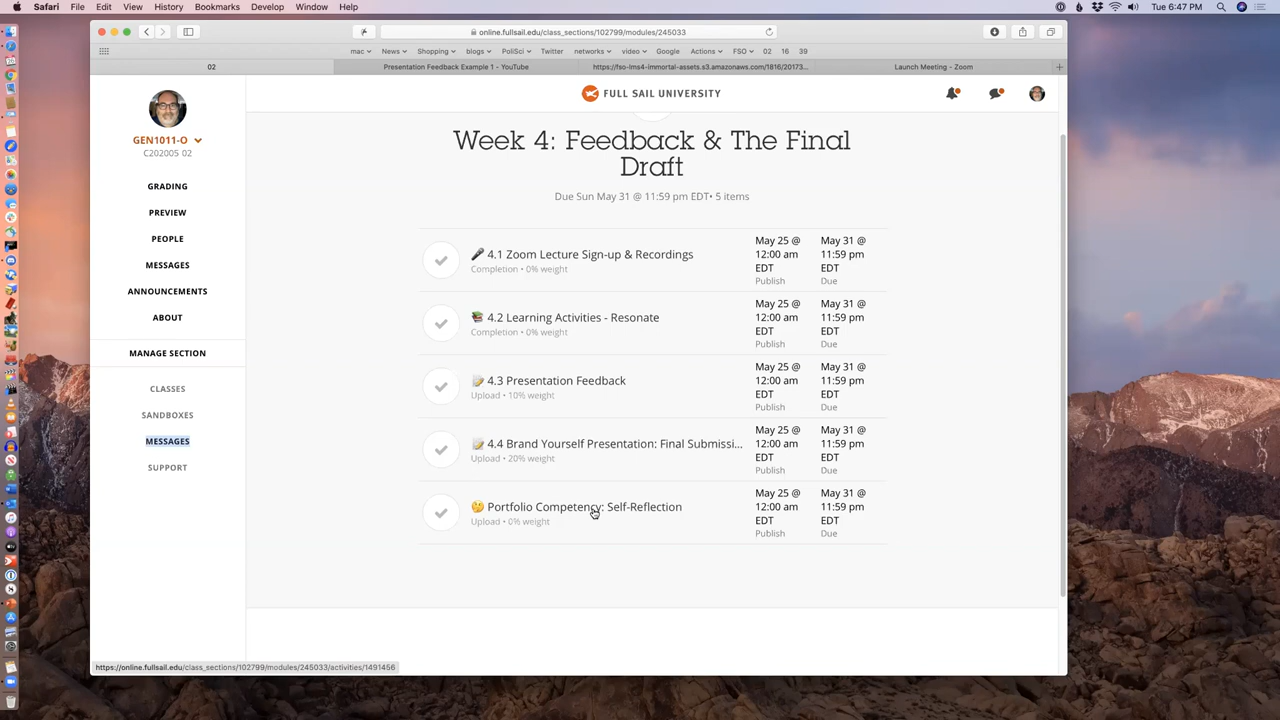 Safari File Edit View History Bookmarks Develop Window Help Tue 6:47 PM
online.fullsail.edu/class_sections/102799/modules/245033
mac News Shopping blogs PoliSci Twitter networks video Google Actions FSO 02 16 39
02 Presentation Feedback Example 1 - YouTube https://fso-lms4-immortal-assets.s3.amazonaws.com/1816/20173... Launch Meeting - Zoom
FULL SAIL UNIVERSITY
GEN1011-O
C202005 02
GRADING
PREVIEW
PEOPLE
MESSAGES
ANNOUNCEMENTS
ABOUT
MANAGE SECTION
CLASSES
SANDBOXES
MESSAGES
SUPPORT
Week 4: Feedback & The Final
Draft
Due Sun May 31 @ 11:59 pm EDT• 5 items
🎤 4.1 Zoom Lecture Sign-up & Recordings
Completion • 0% weight
May 25 @
12:00 am
EDT
Publish
May 31 @
11:59 pm
EDT
Due
📚 4.2 Learning Activities - Resonate
Completion • 0% weight
May 25 @
12:00 am
EDT
Publish
May 31 @
11:59 pm
EDT
Due
📝 4.3 Presentation Feedback
Upload • 10% weight
May 25 @
12:00 am
EDT
Publish
May 31 @
11:59 pm
EDT
Due
📝 4.4 Brand Yourself Presentation: Final Submissi...
Upload • 20% weight
May 25 @
12:00 am
EDT
Publish
May 31 @
11:59 pm
EDT
Due
🤔 Portfolio Competency: Self-Reflection
Upload • 0% weight
May 25 @
12:00 am
EDT
Publish
May 31 @
11:59 pm
EDT
Due
https://online.fullsail.edu/class_sections/102799/modules/245033/activities/1491456